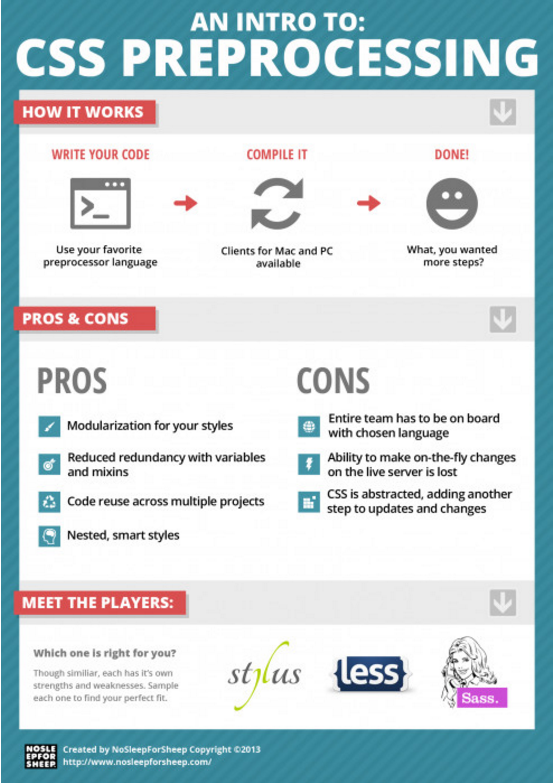 AN INTRO TO:
CSS PREPROCESSING
HOW IT WORKS
WRITE YOUR CODE
Use your favorite
preprocessor language
COMPILE IT
Clients for Mac and PC
available
DONE!
What, you wanted
more steps?
PROS & CONS
PROS
Modularization for your styles
Reduced redundancy with variables
and mixins
Code reuse across multiple projects
Nested, smart styles
CONS
Entire team has to be on board
with chosen language
Ability to make on-the-fly changes
on the live server is lost
CSS is abstracted, adding another
step to updates and changes
MEET THE PLAYERS:
Which one is right for you?
Though similiar, each has it's own
strengths and weaknesses. Sample
each one to find your perfect fit.
stylus
{less}
Sass.
NOSLE
EPFOR
SHEEP
Created by NoSleepForSheep Copyright ©2013
http://www.nosleepforsheep.com/